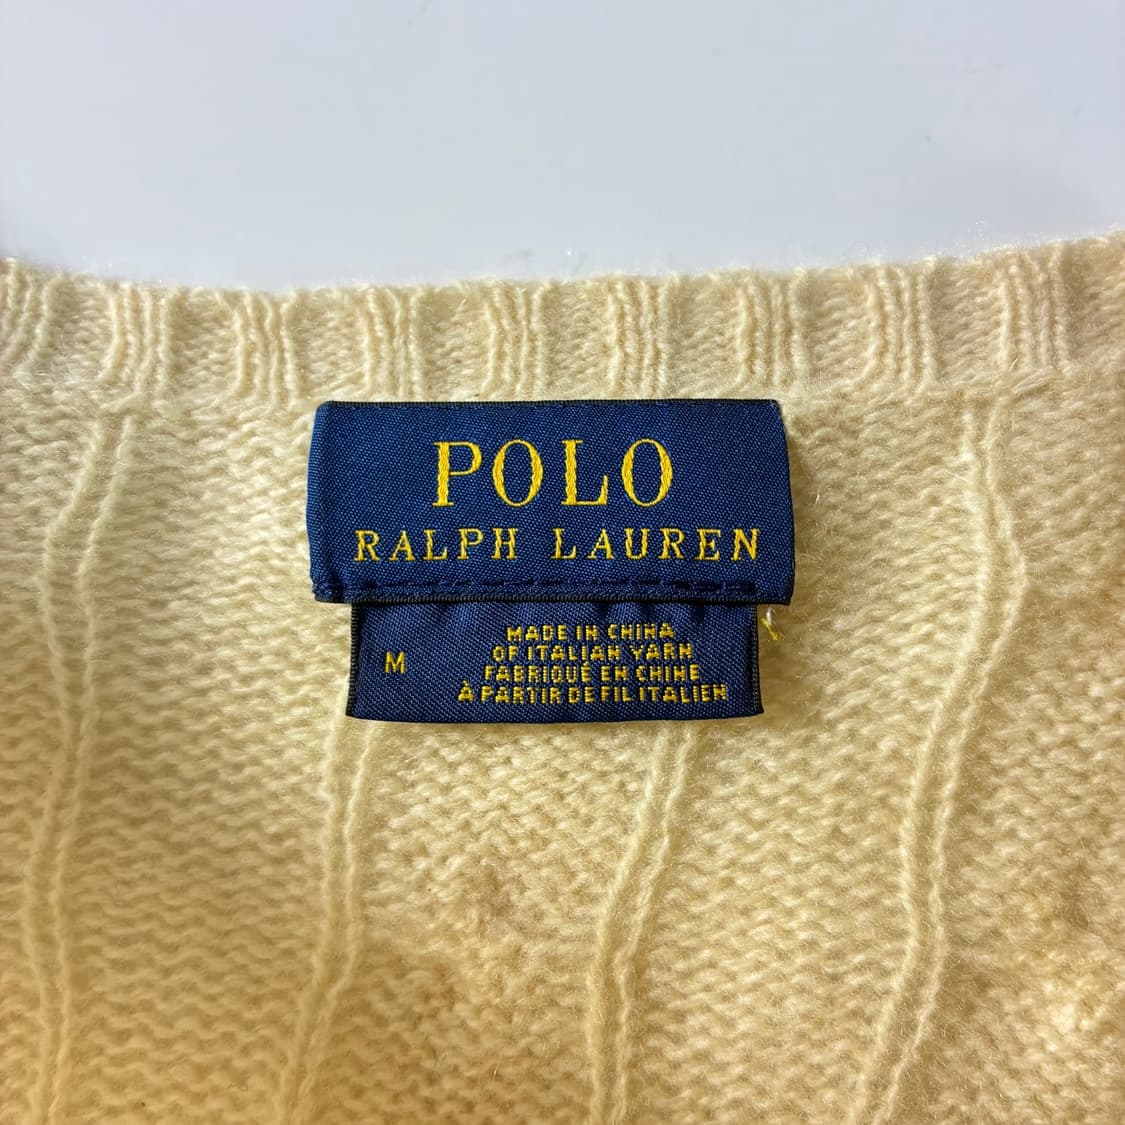 POLO
RALPH LAUREN
M
MADE IN CHINA
OF ITALIAN YARN
FABRIQUÉ EN CHINE
À PARTIR DE FIL ITALIEN